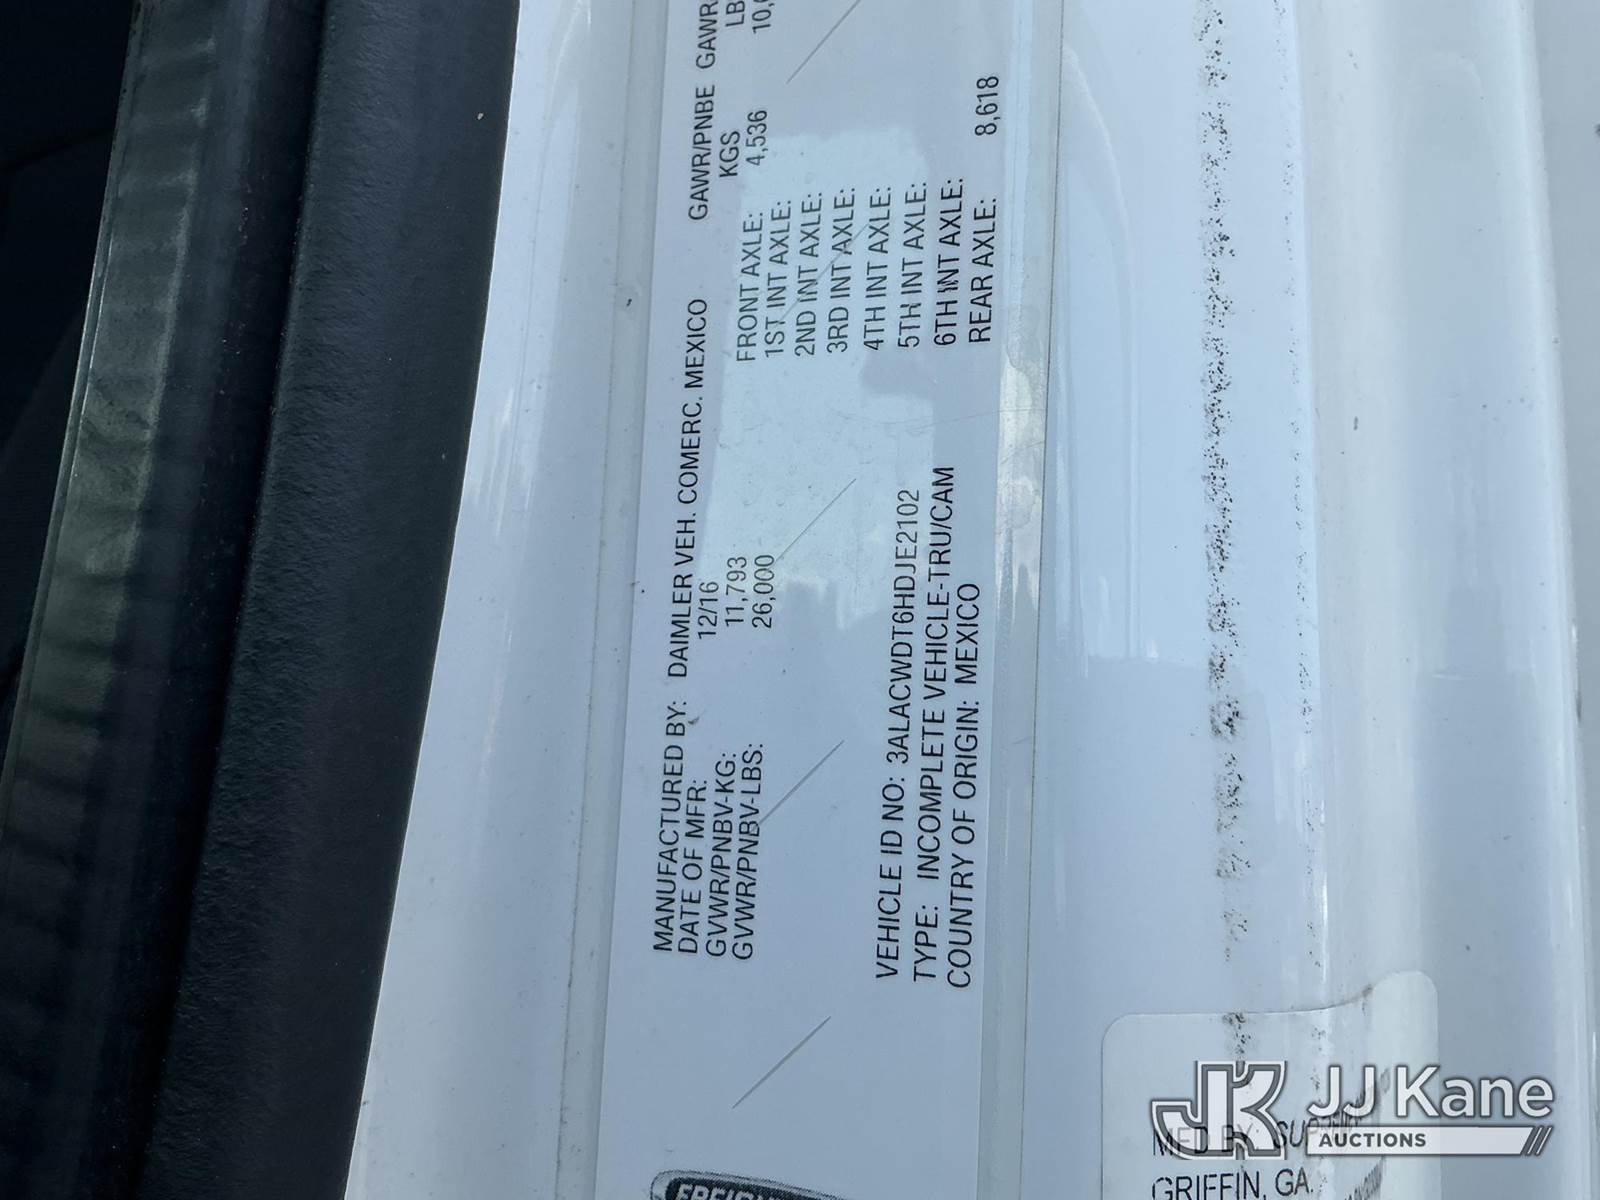 MANUFACTURED BY: DAIMLER VEH. COMERC. MEXICO
DATE OF MFR: 12/16
GVWR/PNBV-KG: 11,793
GVWR/PNBV-LBS: 26,000
GAWR/PNBE GAWR
KGS LB
FRONT AXLE: 4,536 10,
1ST INT AXLE:
2ND INT AXLE:
3RD INT AXLE:
4TH INT AXLE:
5TH INT AXLE:
6TH INT AXLE:
REAR AXLE: 8,618
VEHICLE ID NO: 3ALACWDT6HDJE2102
TYPE: INCOMPLETE VEHICLE-TRU/CAM
COUNTRY OF ORIGIN: MEXICO
MFD BY:
GRIFFIN, GA.
JJ Kane
AUCTIONS